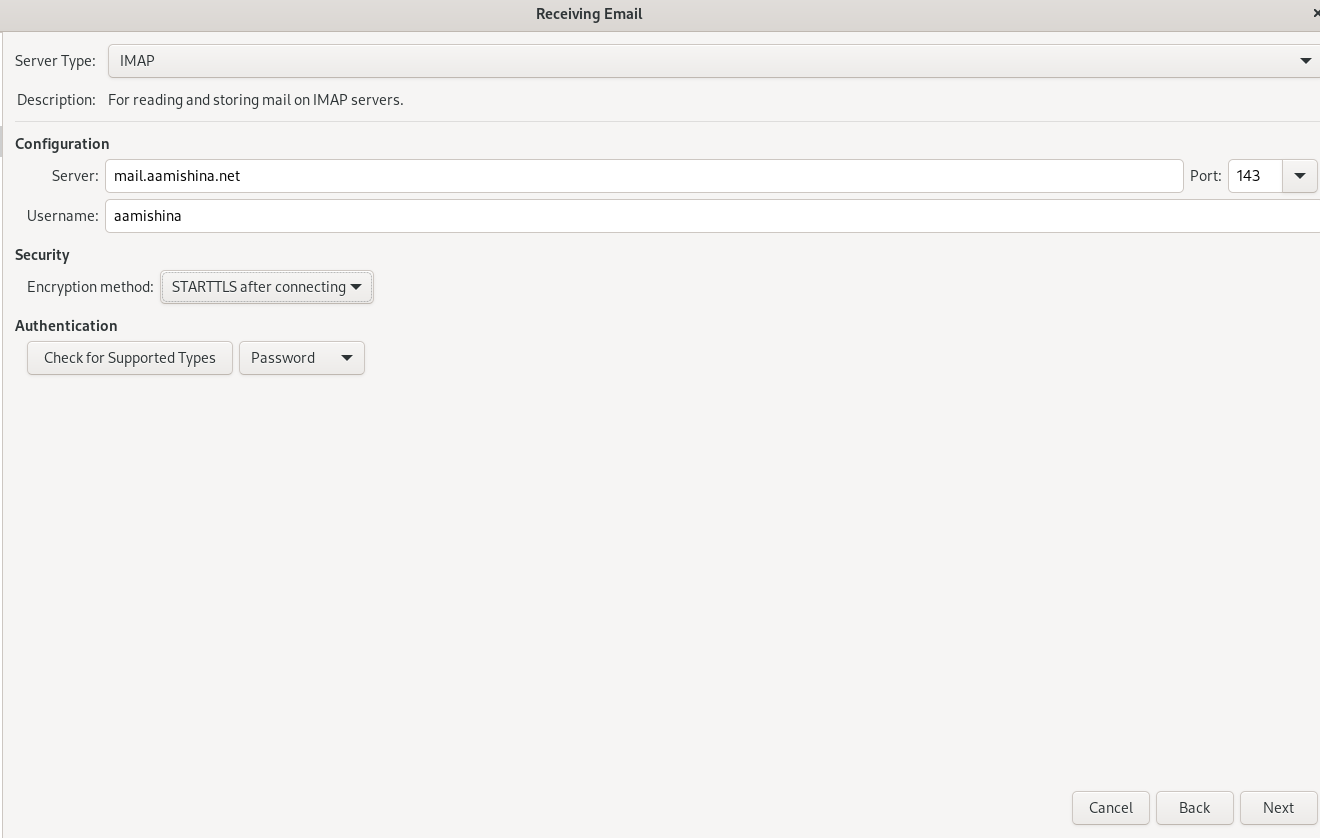 Receiving Email
Server Type: IMAP
Description: For reading and storing mail on IMAP servers.
Configuration
Server: mail.aamishina.net Port: 143
Username: aamishina
Security
Encryption method: STARTTLS after connecting
Authentication
Check for Supported Types Password
Cancel Back Next